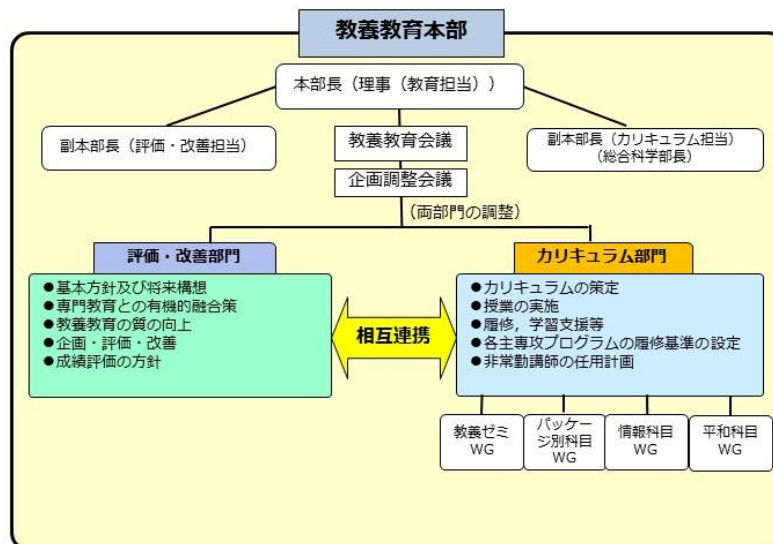 教養教育本部
本部長（理事（教育担当））
副本部長（評価・改善担当）
教養教育会議
副本部長（カリキュラム担当）
（総合科学部長）
企画調整会議
（両部門の調整）
評価・改善部門
●基本方針及び将来構想
●専門教育との有機的融合策
●教養教育の質の向上
●企画・評価・改善
●成績評価の方針
相互連携
カリキュラム部門
●カリキュラムの策定
●授業の実施
●履修，学習支援等
●各主専攻プログラムの履修基準の設定
●非常勤講師の任用計画
教養ゼミ
WG
パッケー
ジ別科目
WG
情報科目
WG
平和科目
WG